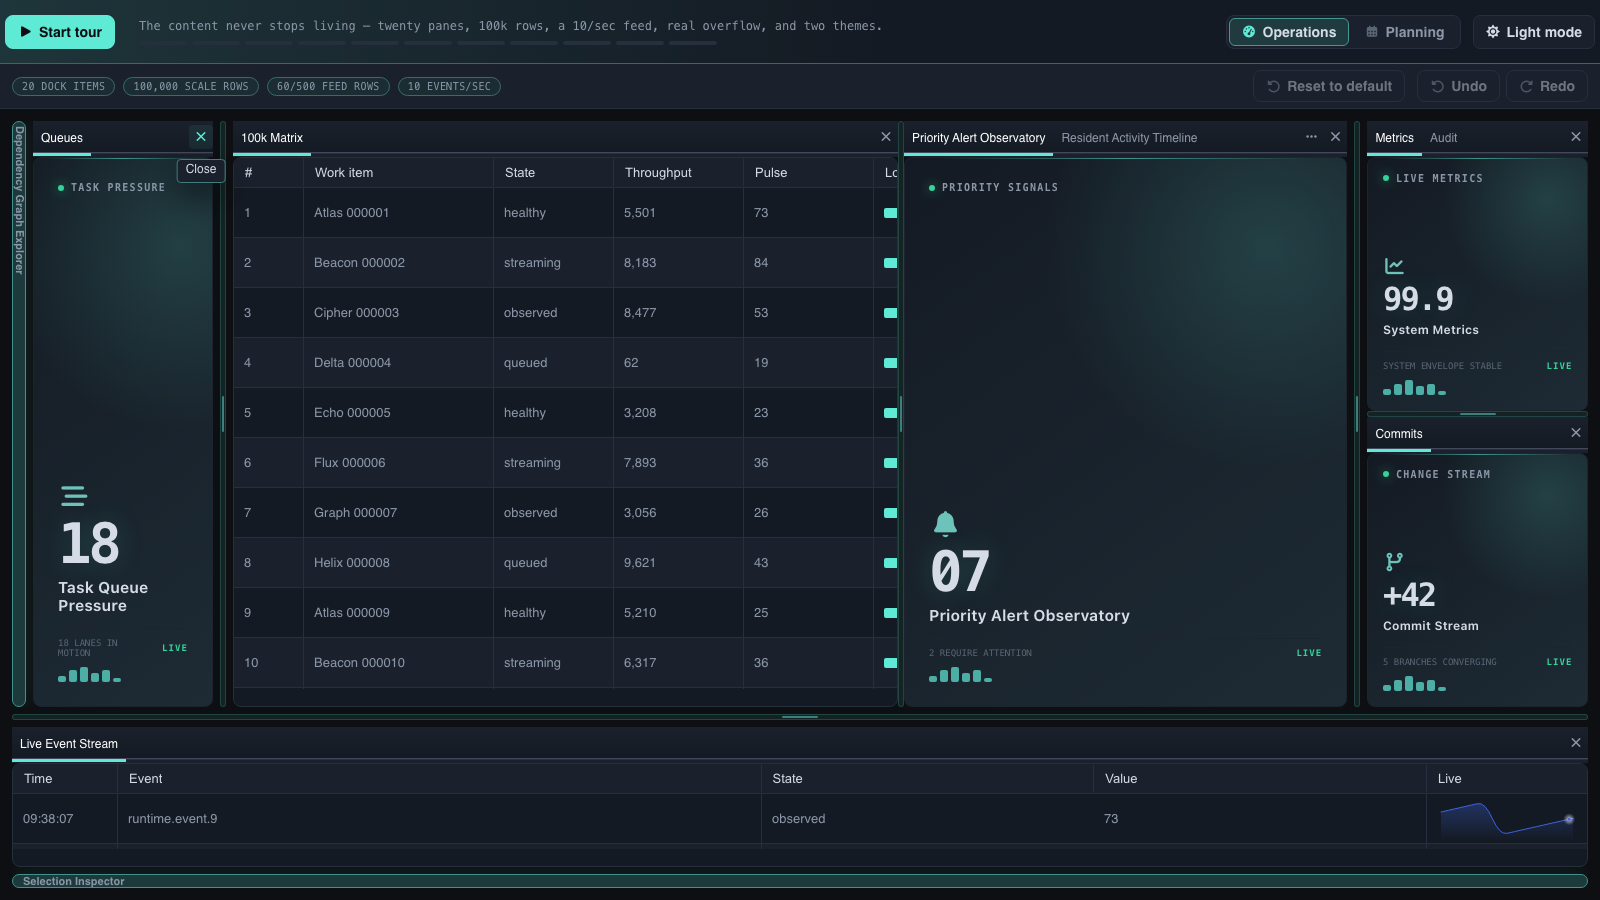 Start tour
The content never stops living — twenty panes, 100k rows, a 10/sec feed, real overflow, and two themes.
Operations
Planning
Light mode
20 DOCK ITEMS
100,000 SCALE ROWS
60/500 FEED ROWS
10 EVENTS/SEC
Reset to default
Undo
Redo
Dependency Graph Explorer
Queues
Close
TASK PRESSURE
18
Task Queue
Pressure
18 LANES IN
MOTION
LIVE
100k Matrix
# Work item State Throughput Pulse Lo
1 Atlas 000001 healthy 5,501 73
2 Beacon 000002 streaming 8,183 84
3 Cipher 000003 observed 8,477 53
4 Delta 000004 queued 62 19
5 Echo 000005 healthy 3,208 23
6 Flux 000006 streaming 7,893 36
7 Graph 000007 observed 3,056 26
8 Helix 000008 queued 9,621 43
9 Atlas 000009 healthy 5,210 25
10 Beacon 000010 streaming 6,317 36
Priority Alert Observatory
Resident Activity Timeline
PRIORITY SIGNALS
07
Priority Alert Observatory
2 REQUIRE ATTENTION
LIVE
Metrics
Audit
LIVE METRICS
99.9
System Metrics
SYSTEM ENVELOPE STABLE
LIVE
Commits
CHANGE STREAM
+42
Commit Stream
5 BRANCHES CONVERGING
LIVE
Live Event Stream
Time Event State Value Live
09:38:07 runtime.event.9 observed 73
Selection Inspector